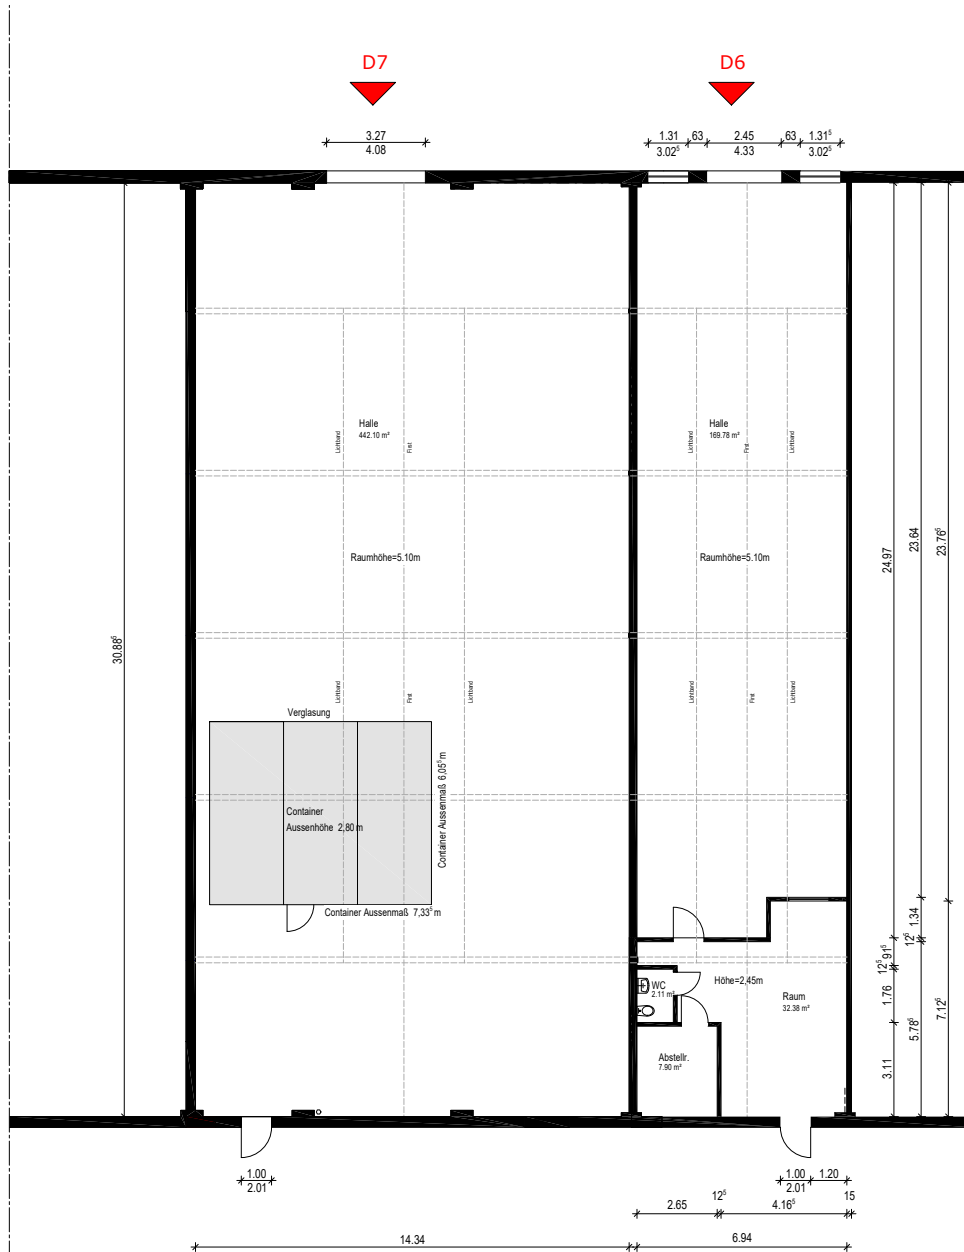 D7
D6
3.27
4.08
1.31
63
2.45
63
1.31⁵
3.02⁵
4.33
3.02⁵
Halle
442.10 m²
Halle
169.78 m²
Lichtband
First
Lichtband
First
Lichtband
Raumhöhe=5.10m
Raumhöhe=5.10m
30.88⁵
24.97
23.64
23.76⁵
Lichtband
First
Lichtband
Lichtband
First
Lichtband
Verglasung
Container
Aussenhöhe 2,80 m
Container Aussenmaß 6,05⁵ m
Container Aussenmaß 7,33⁵ m
1.34
12⁵
91⁵
12⁵
1.76
3.11
5.78⁵
7.12⁵
Höhe=2,45m
WC
2.11 m²
Raum
32.38 m²
Abstellr.
7.90 m²
1.00
2.01
1.00
2.01
1.20
2.65
12⁵
4.16⁵
15
14.34
6.94